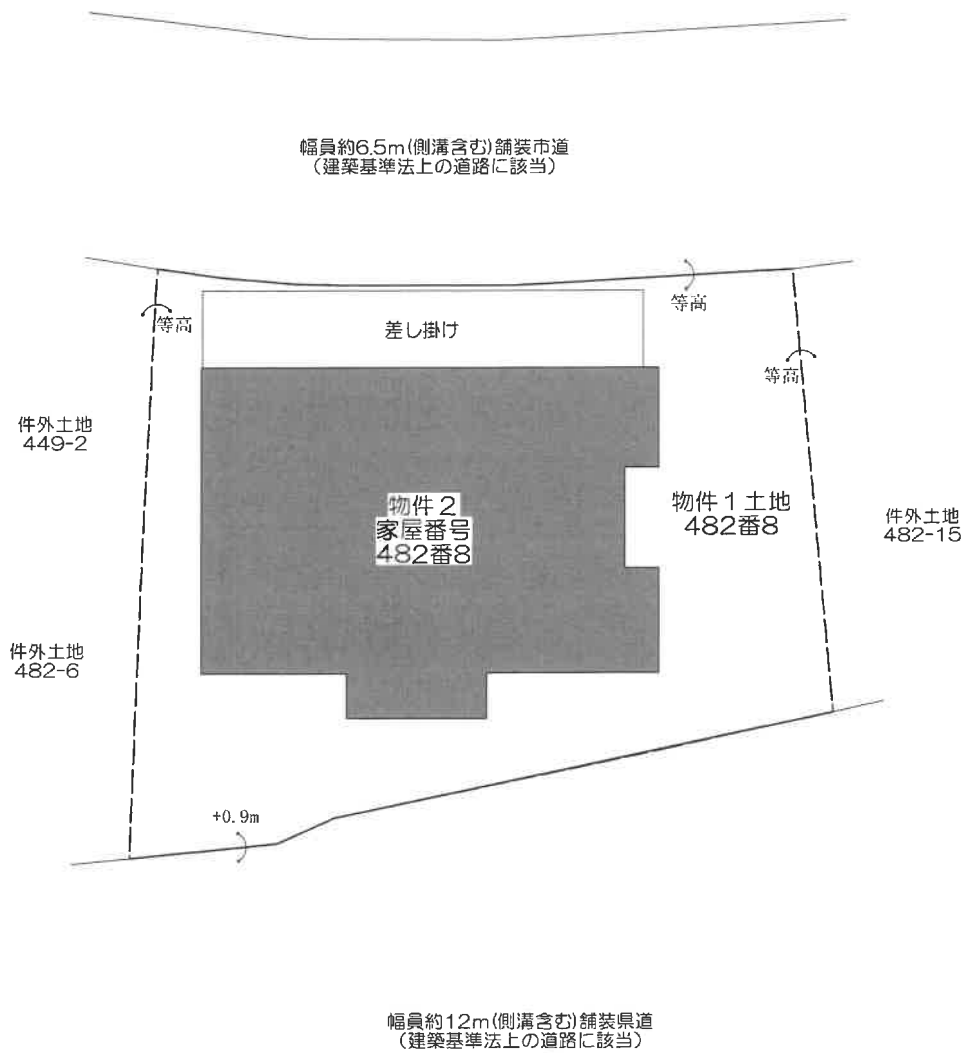 幅員約6.5m(側溝含む)舗装市道
(建築基準法上の道路に該当)
等高
等高
差し掛け
等高
件外土地
449-2
物件2
家屋番号
482番8
物件1土地
482番8
件外土地
482-15
件外土地
482-6
+0.9m
幅員約12m(側溝含む)舗装県道
(建築基準法上の道路に該当)